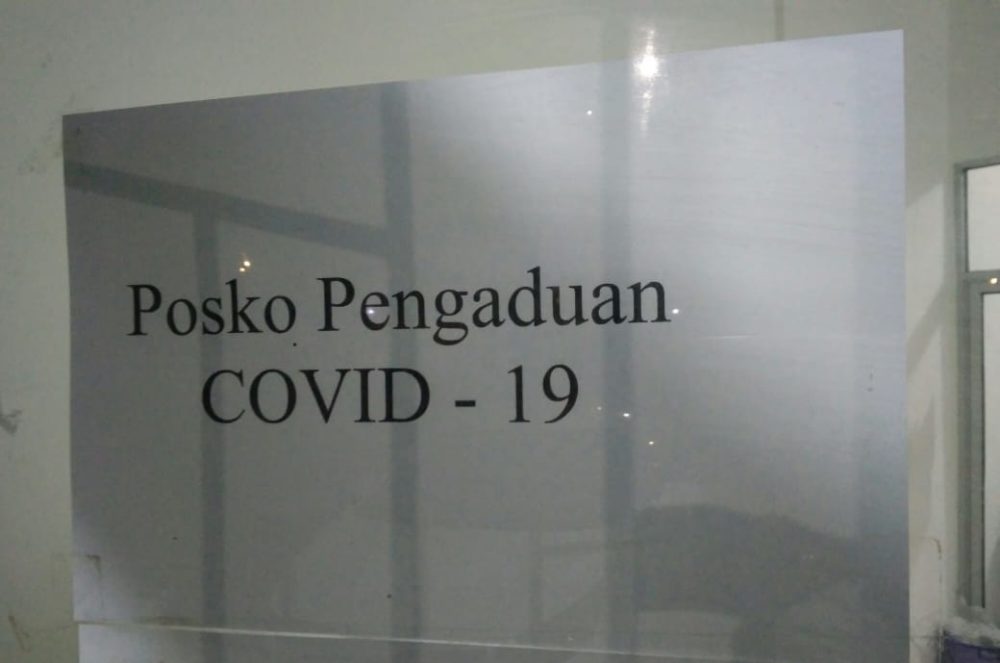 Posko Pengaduan
COVID - 19